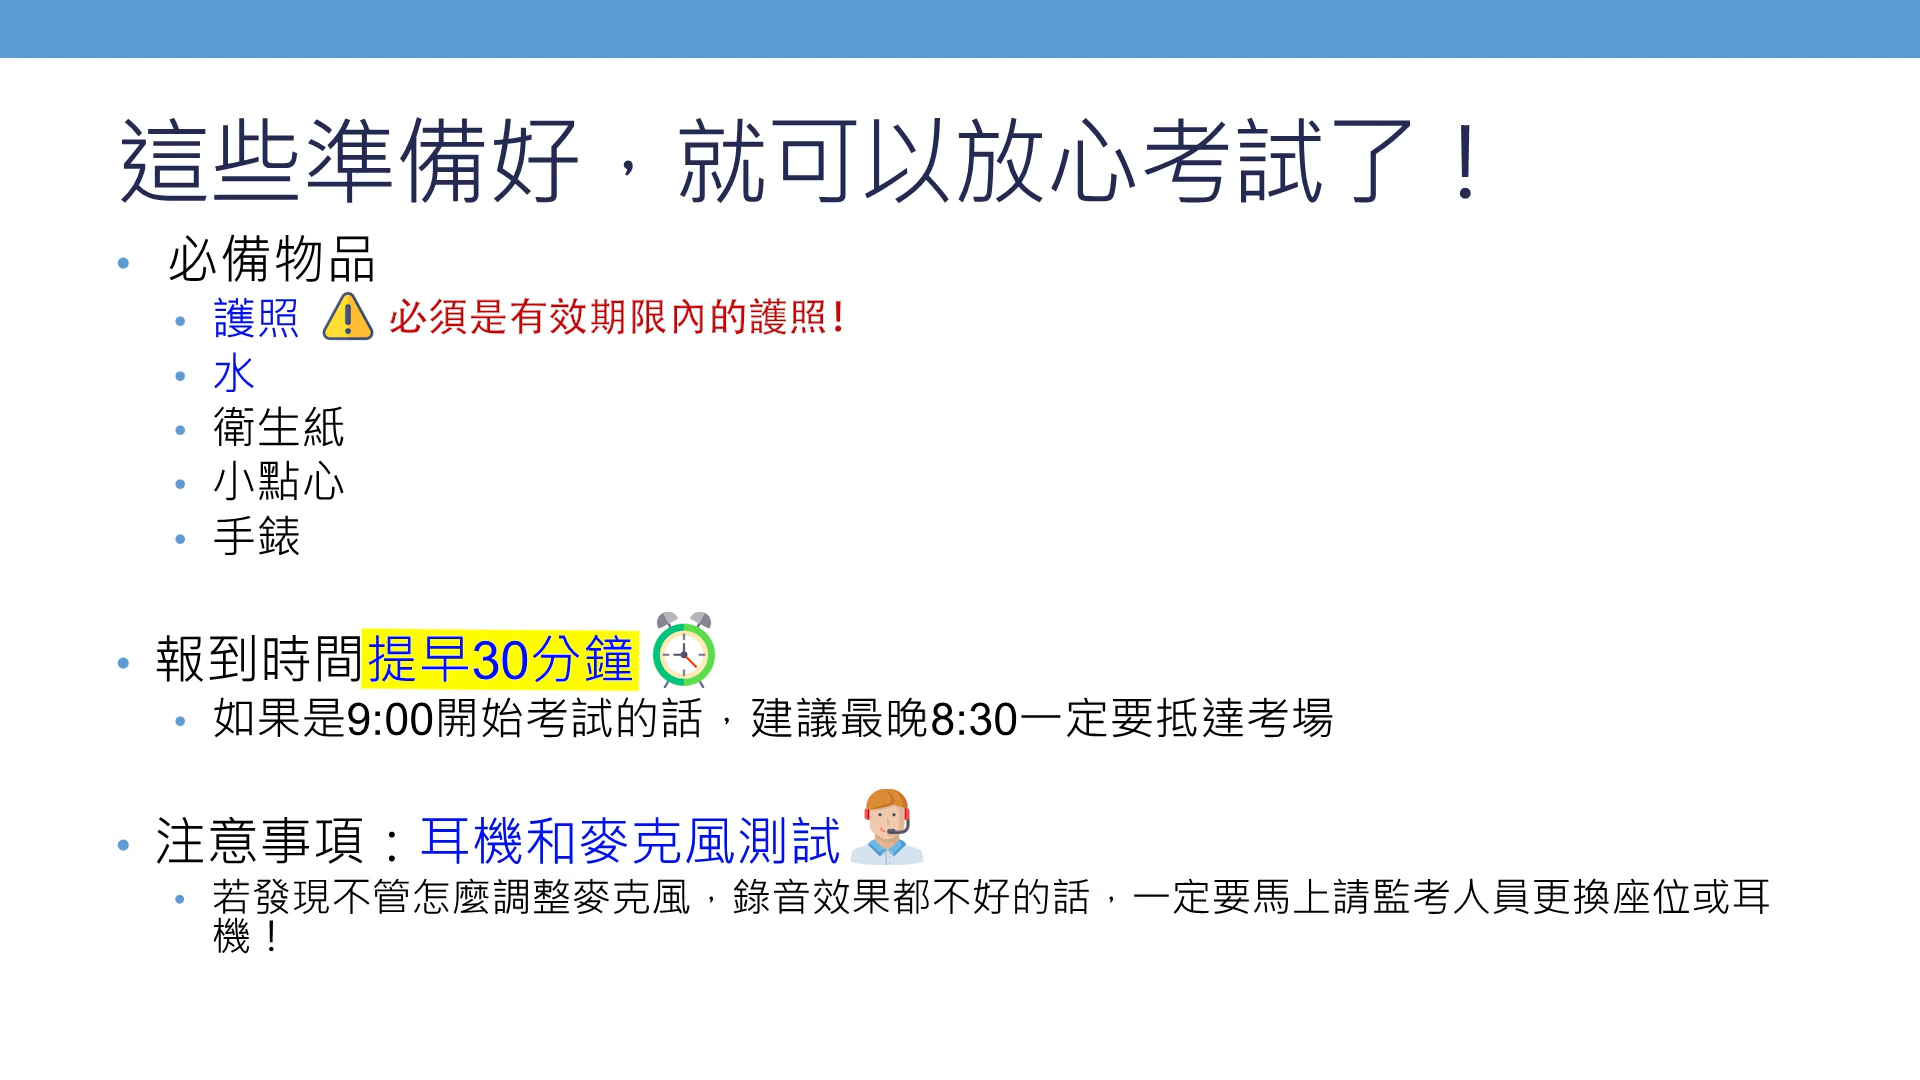 這些準備好，就可以放心考試了！
• 必備物品
• 護照 必須是有效期限內的護照!
• 水
• 衛生紙
• 小點心
• 手錶
• 報到時間提早30分鐘
• 如果是9:00開始考試的話，建議最晚8:30一定要抵達考場
• 注意事項：耳機和麥克風測試
• 若發現不管怎麼調整麥克風，錄音效果都不好的話，一定要馬上請監考人員更換座位或耳
機！